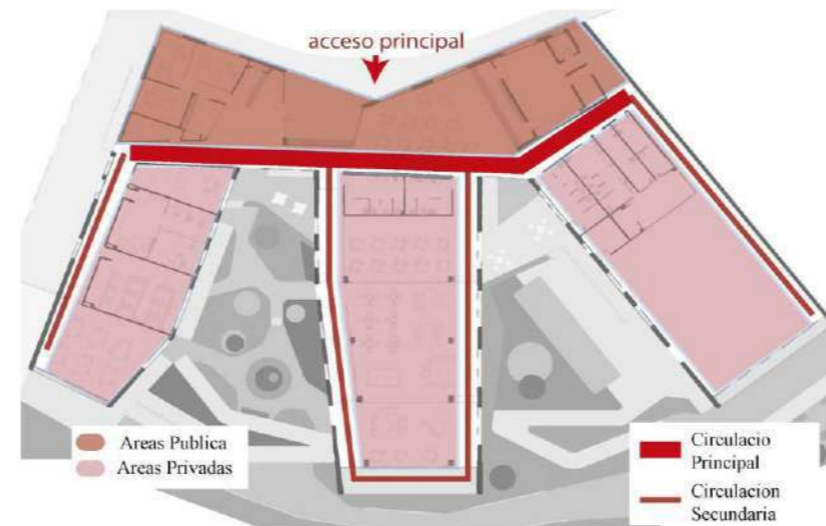 acceso principal
Areas Publica
Areas Privadas
Circulacio
Principal
Circulacion
Secundaria